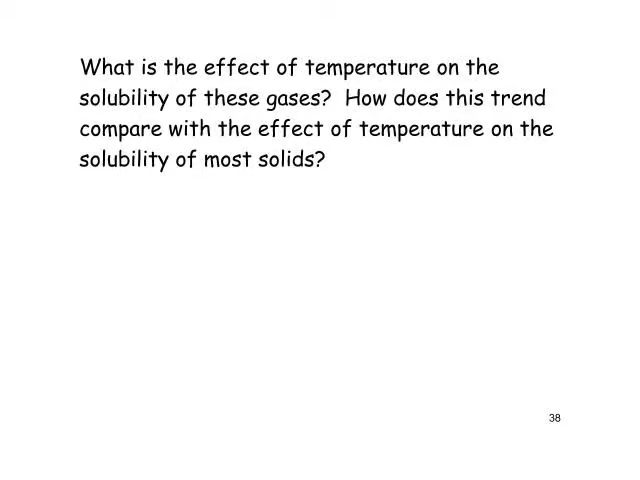 What is the effect of temperature on the
solubility of these gases?  How does this trend
compare with the effect of temperature on the
solubility of most solids?
38